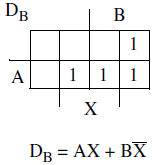 D_B B
1
A 1 1 1
X
D_B = AX + BX̅